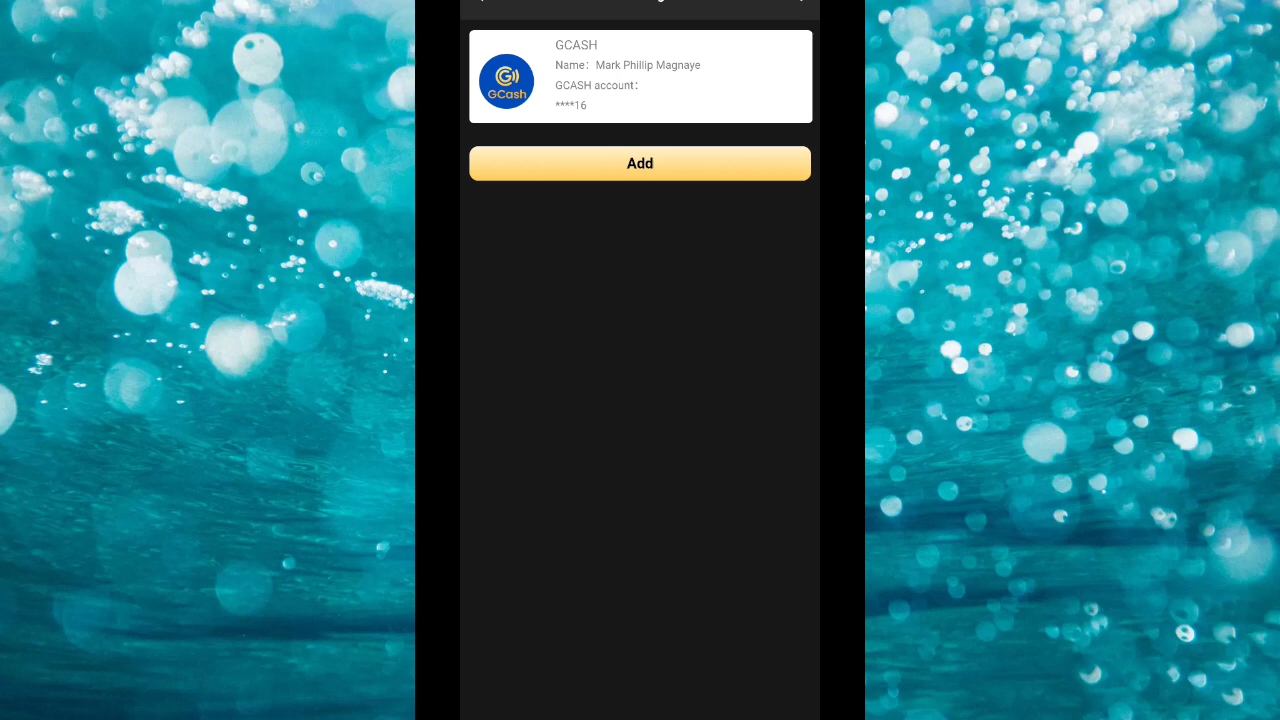 GCash
GCASH
Name: Mark Phillip Magnaye
GCASH account:
****16
Add